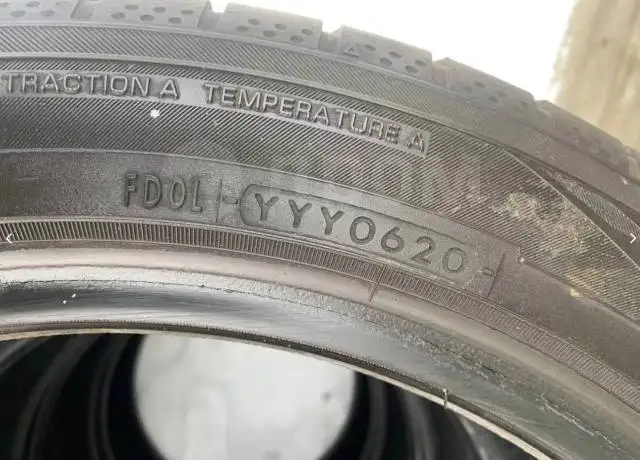 TRACTION A TEMPERATURE A
FD0L YYY0620